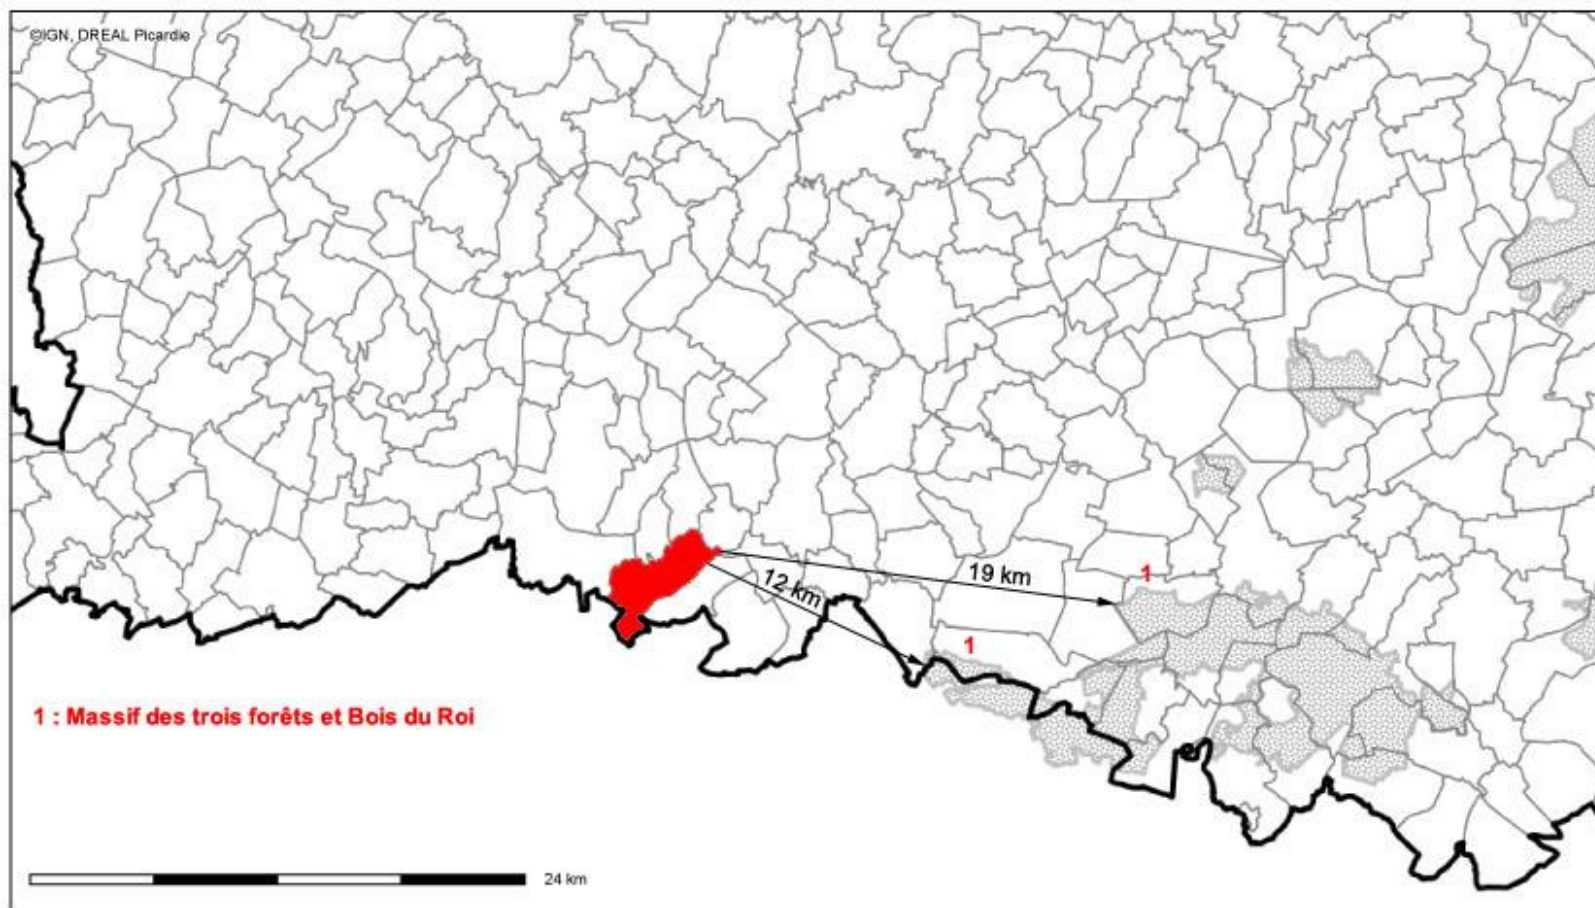 ©IGN, DREAL Picardie
19 km
12 km
1
1
1 : Massif des trois forêts et Bois du Roi
24 km